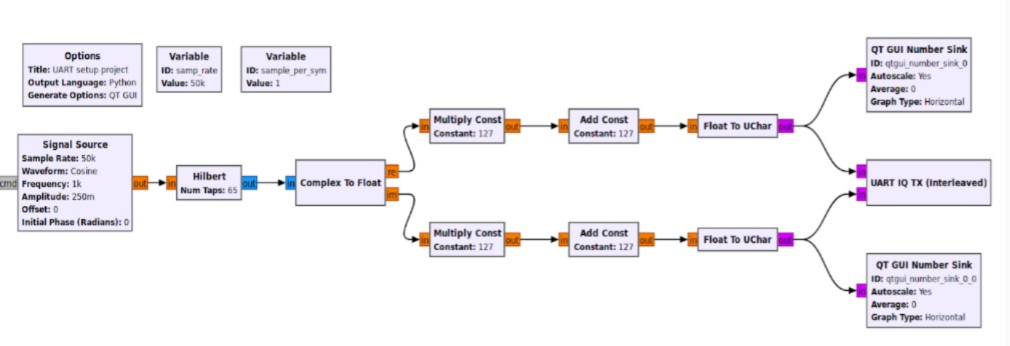 Options
Title: UART setup project
Output Language: Python
Generate Options: QT GUI
Variable
ID: samp_rate
Value: 50k
Variable
ID: sample_per_sym
Value: 1
Signal Source
Sample Rate: 50k
Waveform: Cosine
Frequency: 1k
Amplitude: 250m
Offset: 0
Initial Phase (Radians): 0
cmd
out
in
Hilbert
Num Taps: 65
out
in
Complex To Float
re
im
in
Multiply Const
Constant: 127
out
in
Add Const
Constant: 127
out
in
Float To UChar
out
in
Multiply Const
Constant: 127
out
in
Add Const
Constant: 127
out
in
Float To UChar
out
in
QT GUI Number Sink
ID: qtgui_number_sink_0
Autoscale: Yes
Average: 0
Graph Type: Horizontal
in
in
UART IQ TX (Interleaved)
in
QT GUI Number Sink
ID: qtgui_number_sink_0_0
Autoscale: Yes
Average: 0
Graph Type: Horizontal